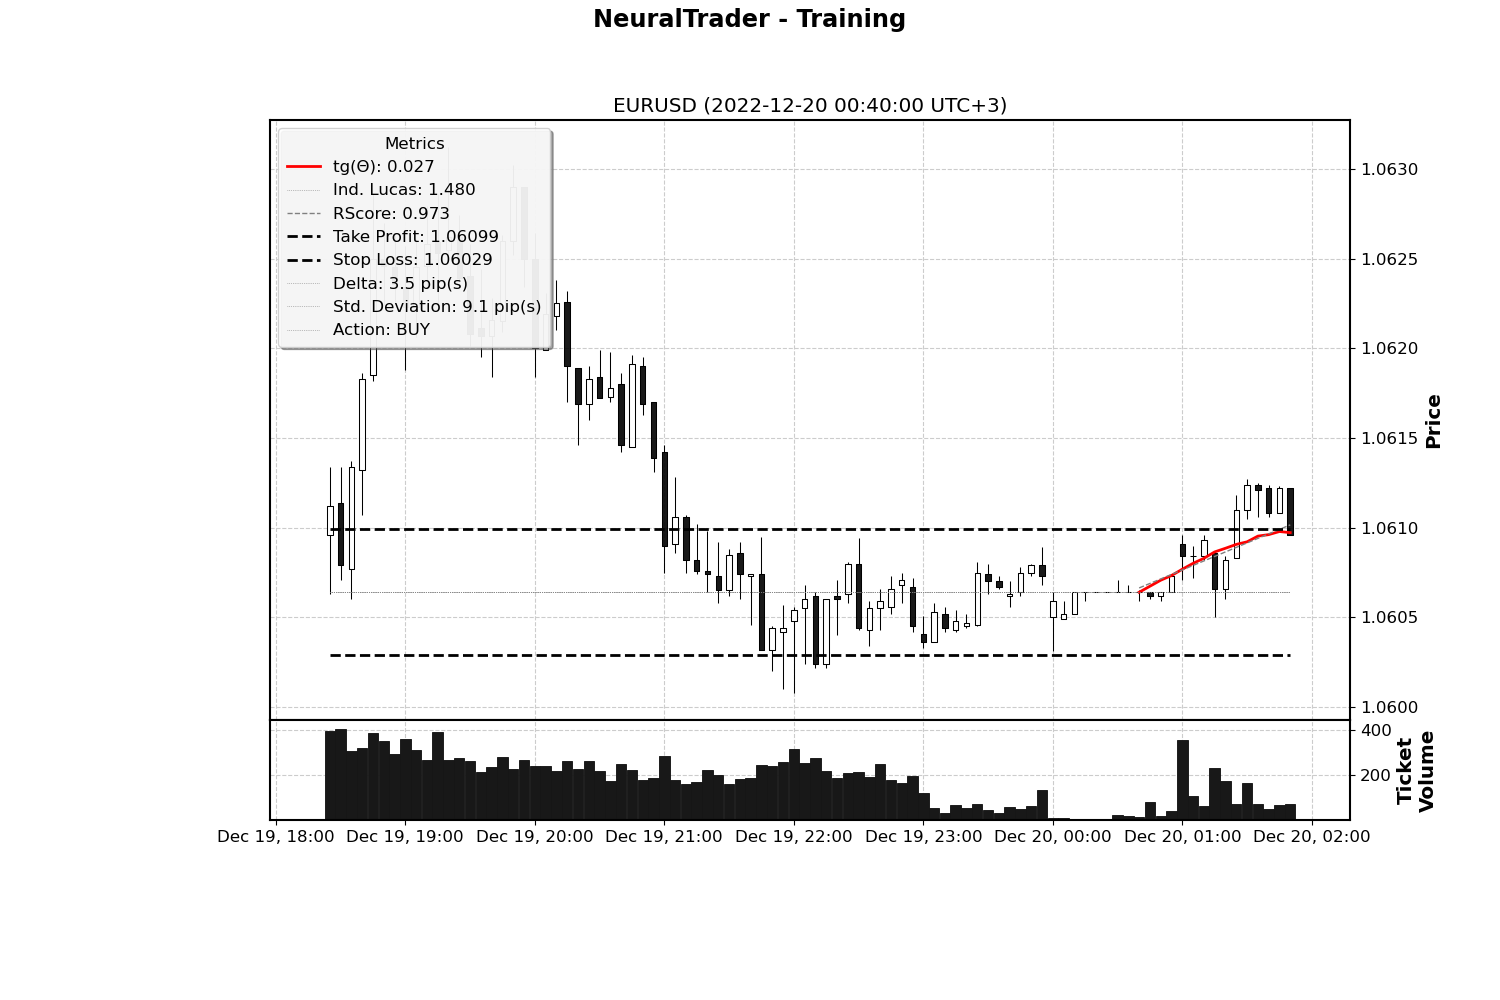 NeuralTrader - Training
EURUSD (2022-12-20 00:40:00 UTC+3)
Metrics
tg(Θ): 0.027
Ind. Lucas: 1.480
RScore: 0.973
Take Profit: 1.06099
Stop Loss: 1.06029
Delta: 3.5 pip(s)
Std. Deviation: 9.1 pip(s)
Action: BUY
1.0630
1.0625
1.0620
1.0615
1.0610
1.0605
1.0600
Price
400
200
Ticket
Volume
Dec 19, 18:00 Dec 19, 19:00 Dec 19, 20:00 Dec 19, 21:00 Dec 19, 22:00 Dec 19, 23:00 Dec 20, 00:00 Dec 20, 01:00 Dec 20, 02:00